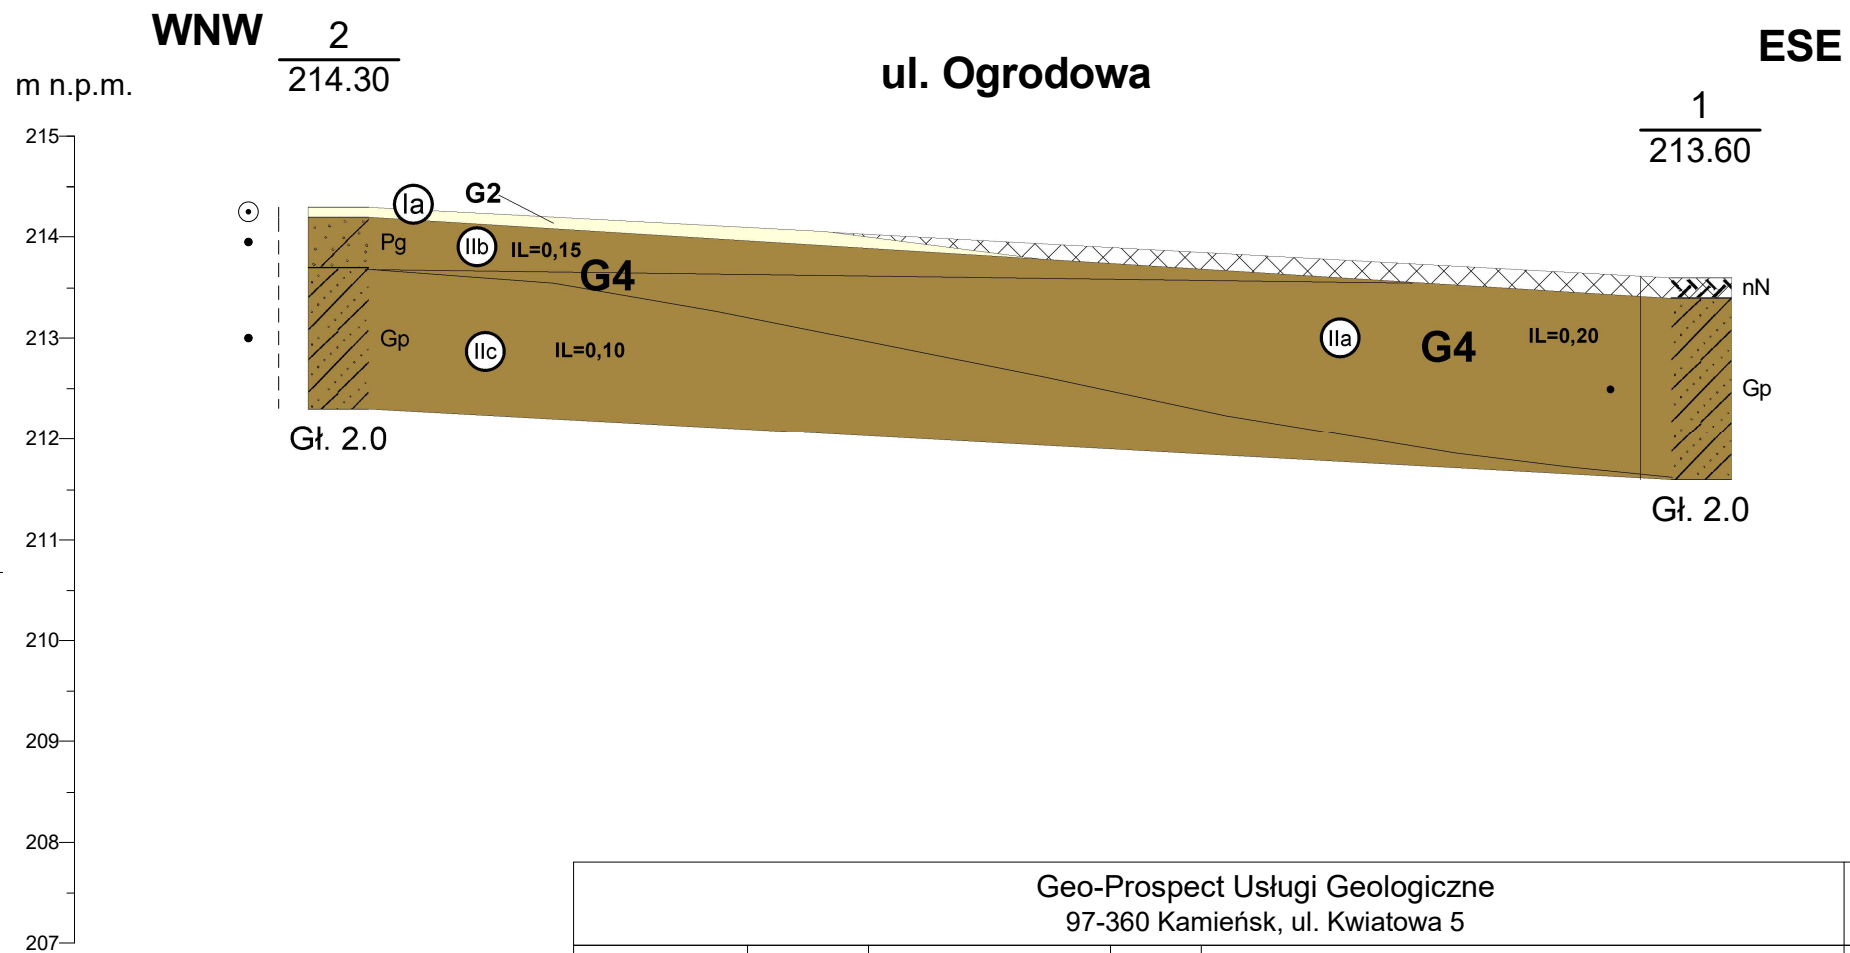 WNW
2
214.30
m n.p.m.
ul. Ogrodowa
ESE
1
213.60
215
214
213
212
211
210
209
208
207
Ia
G2
Pg
IIb
IL=0,15
G4
Gp
IIc
IL=0,10
IIa
G4
IL=0,20
nN
Gp
Gł. 2.0
Gł. 2.0
Geo-Prospect Usługi Geologiczne
97-360 Kamieńsk, ul. Kwiatowa 5